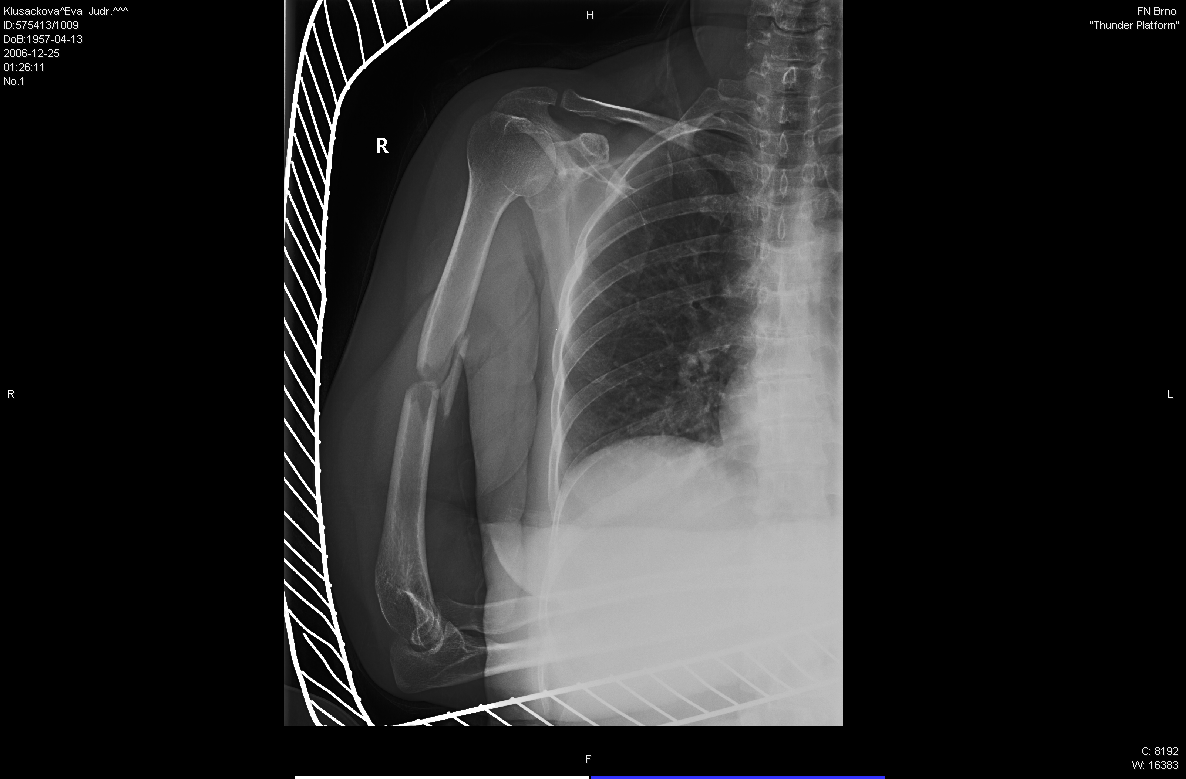 Klusackova^Eva Judr.^^^
ID:575413/1009
DoB:1957-04-13
2006-12-25
01:26:11
No.1
H
FN Brno
"Thunder Platform"
R
R
L
F
C: 8192
W: 16383